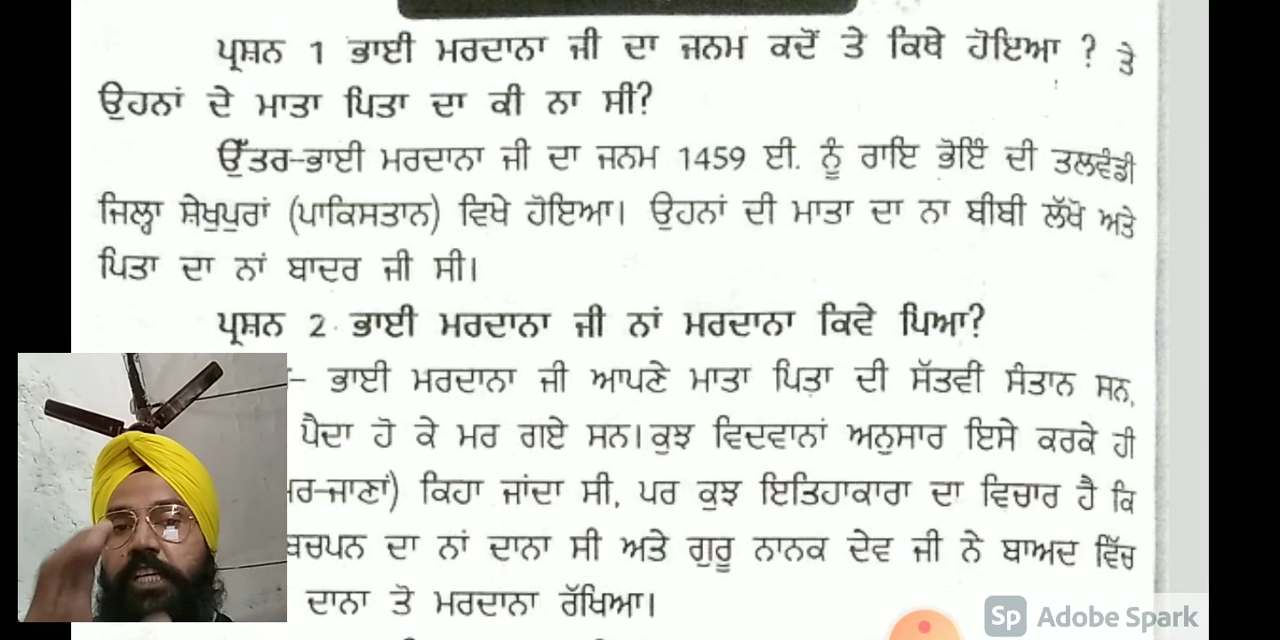 ਪ੍ਰਸ਼ਨ 1 ਭਾਈ ਮਰਦਾਨਾ ਜੀ ਦਾ ਜਨਮ ਕਦੋਂ ਤੇ ਕਿਥੇ ਹੋਇਆ ? ਤੇ
ਉਹਨਾਂ ਦੇ ਮਾਤਾ ਪਿਤਾ ਦਾ ਕੀ ਨਾ ਸੀ?
ਉੱਤਰ-ਭਾਈ ਮਰਦਾਨਾ ਜੀ ਦਾ ਜਨਮ 1459 ਈ. ਨੂੰ ਰਾਇ ਭੋਇੰ ਦੀ ਤਲਵੰਡੀ
ਜਿਲ੍ਹਾ ਸ਼ੇਖੁਪੁਰਾਂ (ਪਾਕਿਸਤਾਨ) ਵਿਖੇ ਹੋਇਆ। ਉਹਨਾਂ ਦੀ ਮਾਤਾ ਦਾ ਨਾ ਬੀਬੀ ਲੱਖੋ ਅਤੇ
ਪਿਤਾ ਦਾ ਨਾਂ ਬਾਦਰ ਜੀ ਸੀ।
ਪ੍ਰਸ਼ਨ 2 ਭਾਈ ਮਰਦਾਨਾ ਜੀ ਨਾਂ ਮਰਦਾਨਾ ਕਿਵੇ ਪਿਆ?
- ਭਾਈ ਮਰਦਾਨਾ ਜੀ ਆਪਣੇ ਮਾਤਾ ਪਿਤਾ ਦੀ ਸੱਤਵੀ ਸੰਤਾਨ ਸਨ,
ਪੈਦਾ ਹੋ ਕੇ ਮਰ ਗਏ ਸਨ। ਕੁਝ ਵਿਦਵਾਨਾਂ ਅਨੁਸਾਰ ਇਸੇ ਕਰਕੇ ਹੀ
ਮਰ-ਜਾਣਾਂ) ਕਿਹਾ ਜਾਂਦਾ ਸੀ, ਪਰ ਕੁਝ ਇਤਿਹਾਕਾਰਾ ਦਾ ਵਿਚਾਰ ਹੈ ਕਿ
ਬਚਪਨ ਦਾ ਨਾਂ ਦਾਨਾ ਸੀ ਅਤੇ ਗੁਰੂ ਨਾਨਕ ਦੇਵ ਜੀ ਨੇ ਬਾਅਦ ਵਿੱਚ
ਦਾਨਾ ਤੋ ਮਰਦਾਨਾ ਰੱਖਿਆ।
Sp Adobe Spark